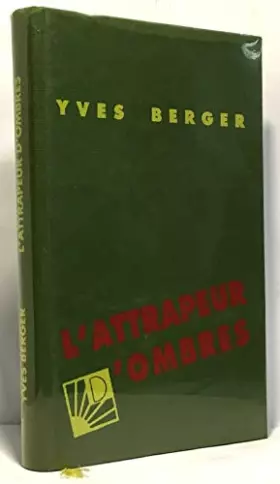 YVES BERGER
L'ATTRAPEUR
D'OMBRES
D
YVES BERGER
L'ATTRAPEUR D'OMBRES